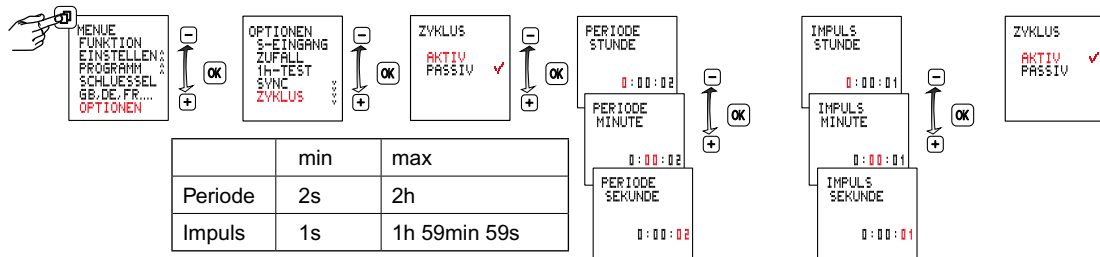 MENUE
FUNKTION
EINSTELLEN
PROGRAMM
SCHLUESSEL
GB,DE,FR....
OPTIONEN
−
OK
+
OPTIONEN
S-EINGANG
ZUFALL
1h-TEST
SYNC
ZYKLUS
−
OK
+
ZYKLUS
AKTIV
PASSIV ✓
−
OK
+
PERIODE
STUNDE
0:00:02
PERIODE
MINUTE
0:00:02
PERIODE
SEKUNDE
0:00:02
−
OK
+
IMPULS
STUNDE
0:00:01
IMPULS
MINUTE
0:00:01
IMPULS
SEKUNDE
0:00:01
−
OK
+
ZYKLUS
AKTIV ✓
PASSIV
min max
Periode 2s 2h
Impuls 1s 1h 59min 59s